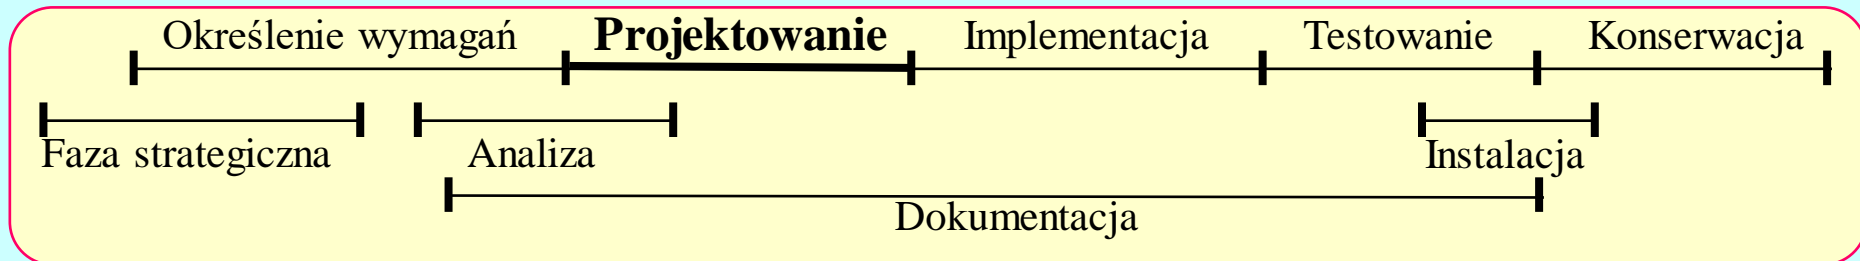 Określenie wymagań Projektowanie Implementacja Testowanie Konserwacja
Faza strategiczna Analiza Instalacja
Dokumentacja